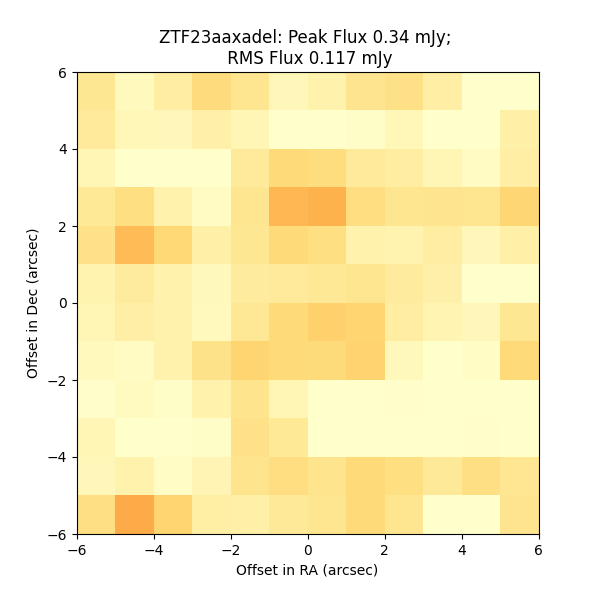 ZTF23aaxadel: Peak Flux 0.34 mJy;
RMS Flux 0.117 mJy
6
4
2
0
−2
−4
−6
Offset in Dec (arcsec)
−6 −4 −2 0 2 4 6
Offset in RA (arcsec)